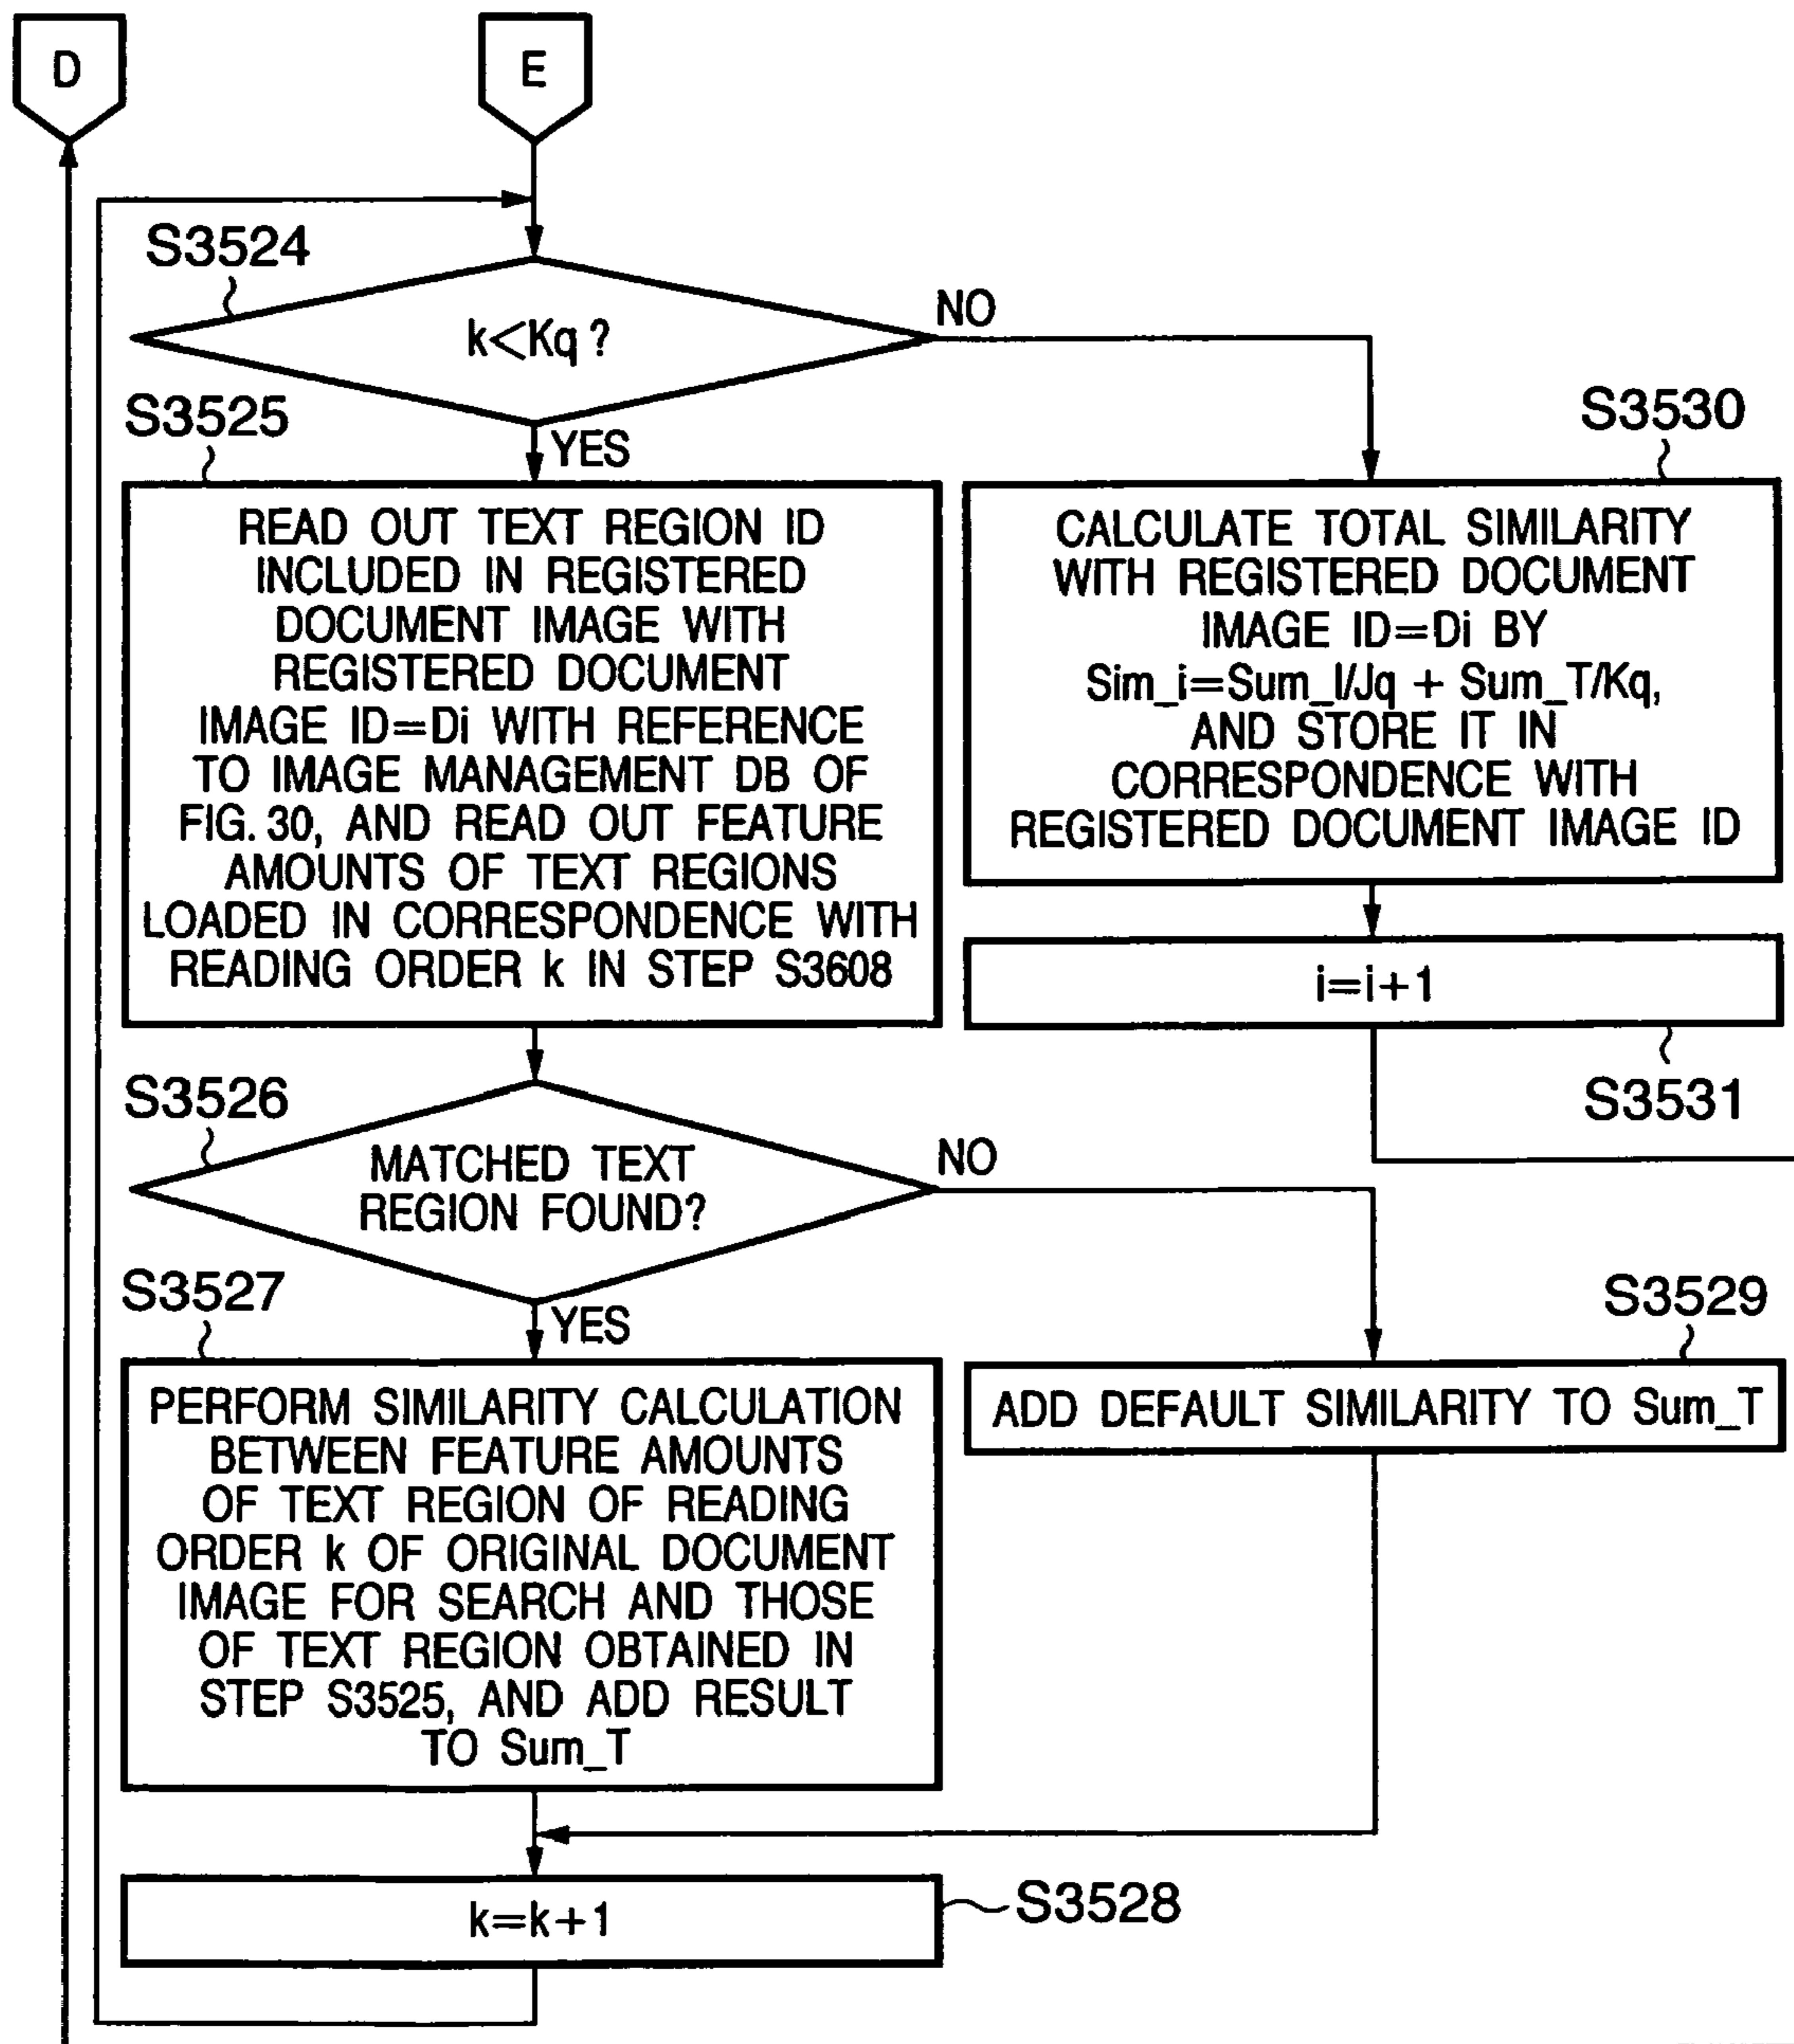 D
E
S3524
k<Kq ?
NO
YES
S3525
READ OUT TEXT REGION ID
INCLUDED IN REGISTERED
DOCUMENT IMAGE WITH
REGISTERED DOCUMENT
IMAGE ID=Di WITH REFERENCE
TO IMAGE MANAGEMENT DB OF
FIG. 30, AND READ OUT FEATURE
AMOUNTS OF TEXT REGIONS
LOADED IN CORRESPONDENCE WITH
READING ORDER k IN STEP S3608
S3530
CALCULATE TOTAL SIMILARITY
WITH REGISTERED DOCUMENT
IMAGE ID=Di BY
Sim_i=Sum_I/Jq + Sum_T/Kq,
AND STORE IT IN
CORRESPONDENCE WITH
REGISTERED DOCUMENT IMAGE ID
i=i+1
S3531
S3526
MATCHED TEXT
REGION FOUND?
NO
YES
S3527
PERFORM SIMILARITY CALCULATION
BETWEEN FEATURE AMOUNTS
OF TEXT REGION OF READING
ORDER k OF ORIGINAL DOCUMENT
IMAGE FOR SEARCH AND THOSE
OF TEXT REGION OBTAINED IN
STEP S3525, AND ADD RESULT
TO Sum_T
S3529
ADD DEFAULT SIMILARITY TO Sum_T
k=k+1
S3528